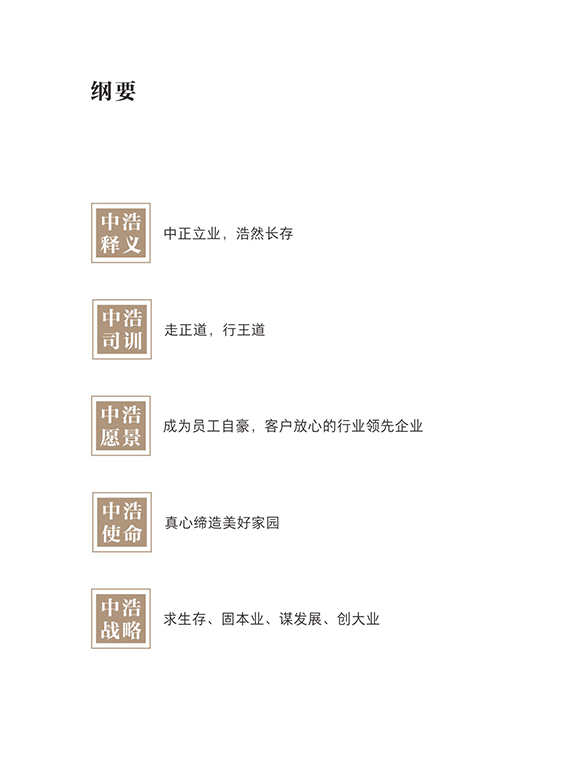 纲要
中浩
释义
中正立业，浩然长存
中浩
司训
走正道，行王道
中浩
愿景
成为员工自豪，客户放心的行业领先企业
中浩
使命
真心缔造美好家园
中浩
战略
求生存、固本业、谋发展、创大业